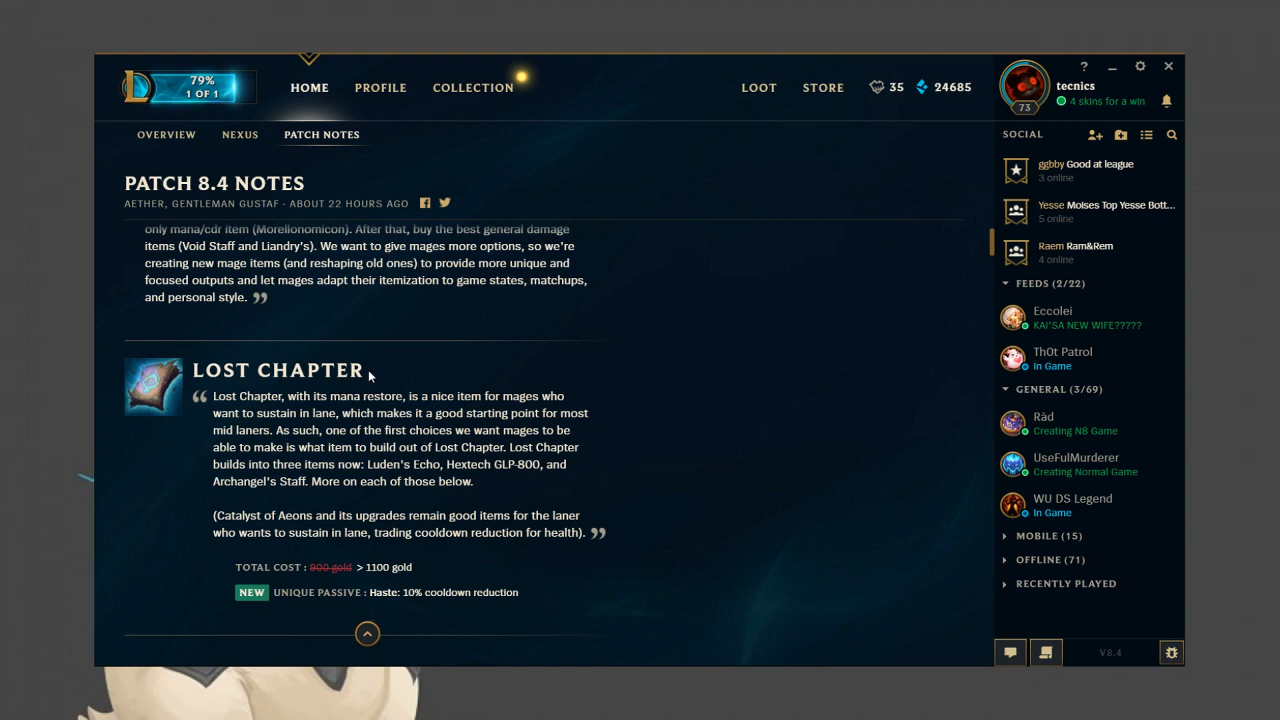 79%
1 OF 1
HOME
PROFILE
COLLECTION
LOOT
STORE
35
24685
?
73
tecnics
4 skins for a win
OVERVIEW
NEXUS
PATCH NOTES
PATCH 8.4 NOTES
AETHER, GENTLEMAN GUSTAF - ABOUT 22 HOURS AGO
only mana/cdr item (Morellonomicon). After that, buy the best general damage
items (Void Staff and Liandry's). We want to give mages more options, so we're
creating new mage items (and reshaping old ones) to provide more unique and
focused outputs and let mages adapt their itemization to game states, matchups,
and personal style. ”
LOST CHAPTER
“ Lost Chapter, with its mana restore, is a nice item for mages who
want to sustain in lane, which makes it a good starting point for most
mid laners. As such, one of the first choices we want mages to be
able to make is what item to build out of Lost Chapter. Lost Chapter
builds into three items now: Luden's Echo, Hextech GLP-800, and
Archangel's Staff. More on each of those below.
(Catalyst of Aeons and its upgrades remain good items for the laner
who wants to sustain in lane, trading cooldown reduction for health). ”
TOTAL COST : 900 gold > 1100 gold
NEW UNIQUE PASSIVE : Haste: 10% cooldown reduction
SOCIAL
ggbby Good at league
3 online
Yesse Moises Top Yesse Bott...
5 online
Raem Ram&Rem
4 online
FEEDS (2/22)
Eccolei
KAI'SA NEW WIFE?????
Th0t Patrol
In Game
GENERAL (3/69)
Ràd
Creating N8 Game
UseFulMurderer
Creating Normal Game
WU DS Legend
In Game
MOBILE (15)
OFFLINE (71)
RECENTLY PLAYED
V8.4